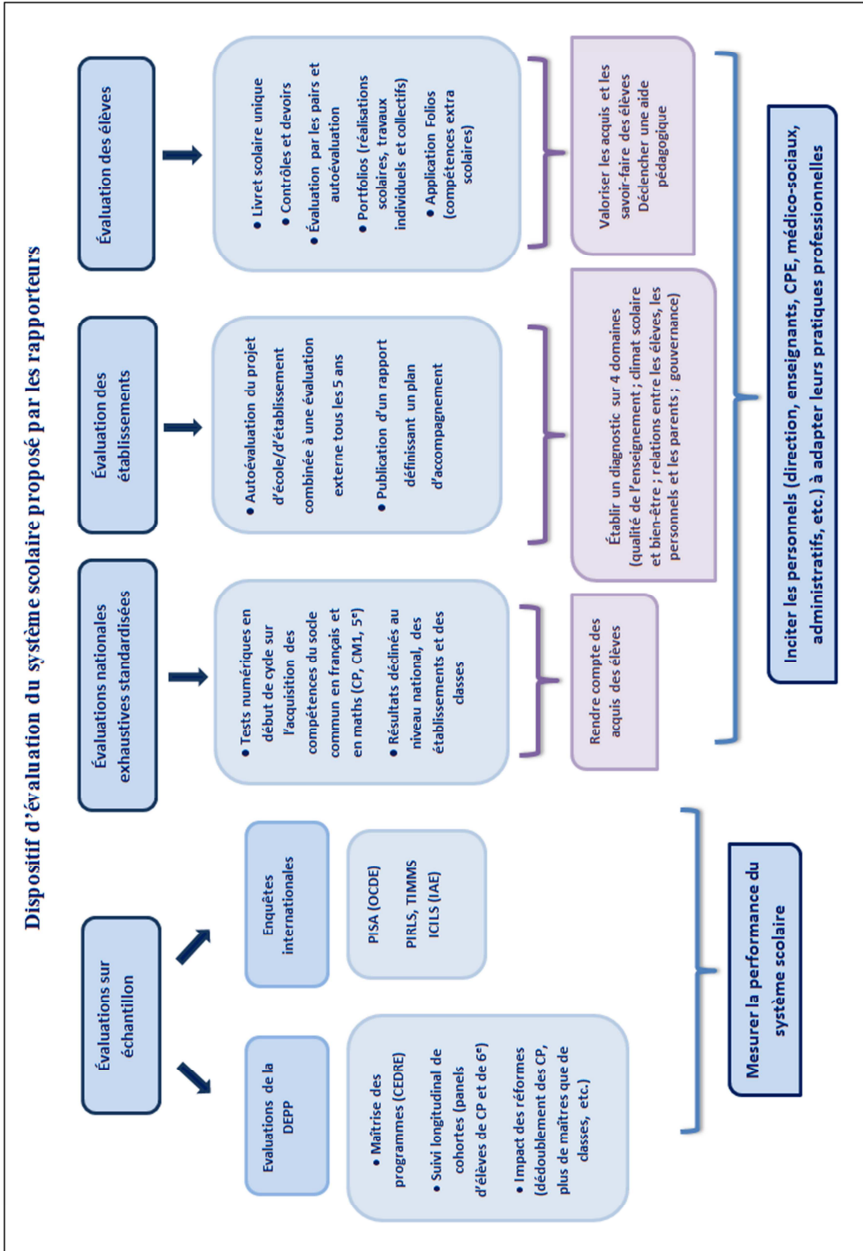 Dispositif d'évaluation du système scolaire proposé par les rapporteurs
Évaluations sur
échantillon
Evaluations de la
DEPP
• Maîtrise des
programmes (CEDRE)
• Suivi longitudinal de
cohortes (panels
d'élèves de CP et de 6e)
• Impact des réformes
(dédoublement des CP,
plus de maîtres que de
classes, etc.)
Enquêtes
internationales
PISA (OCDE)
PIRLS, TIMMS
ICILS (IAE)
Mesurer la performance du
système scolaire
Évaluations nationales
exhaustives standardisées
• Tests numériques en
début de cycle sur
l'acquisition des
compétences du socle
commun en français et
en maths (CP, CM1, 5e)
• Résultats déclinés au
niveau national, des
établissements et des
classes
Rendre compte des
acquis des élèves
Évaluation des
établissements
• Autoévaluation du projet
d'école/d'établissement
combinée à une évaluation
externe tous les 5 ans
• Publication d'un rapport
définissant un plan
d'accompagnement
Établir un diagnostic sur 4 domaines
(qualité de l'enseignement ; climat scolaire
et bien-être ; relations entre les élèves, les
personnels et les parents ; gouvernance)
Évaluation des élèves
• Livret scolaire unique
• Contrôles et devoirs
• Évaluation par les pairs et
autoévaluation
• Portfolios (réalisations
scolaires, travaux
individuels et collectifs)
• Application Folios
(compétences extra
scolaires)
Valoriser les acquis et les
savoir-faire des élèves
Déclencher une aide
pédagogique
Inciter les personnels (direction, enseignants, CPE, médico-sociaux,
administratifs, etc.) à adapter leurs pratiques professionnelles